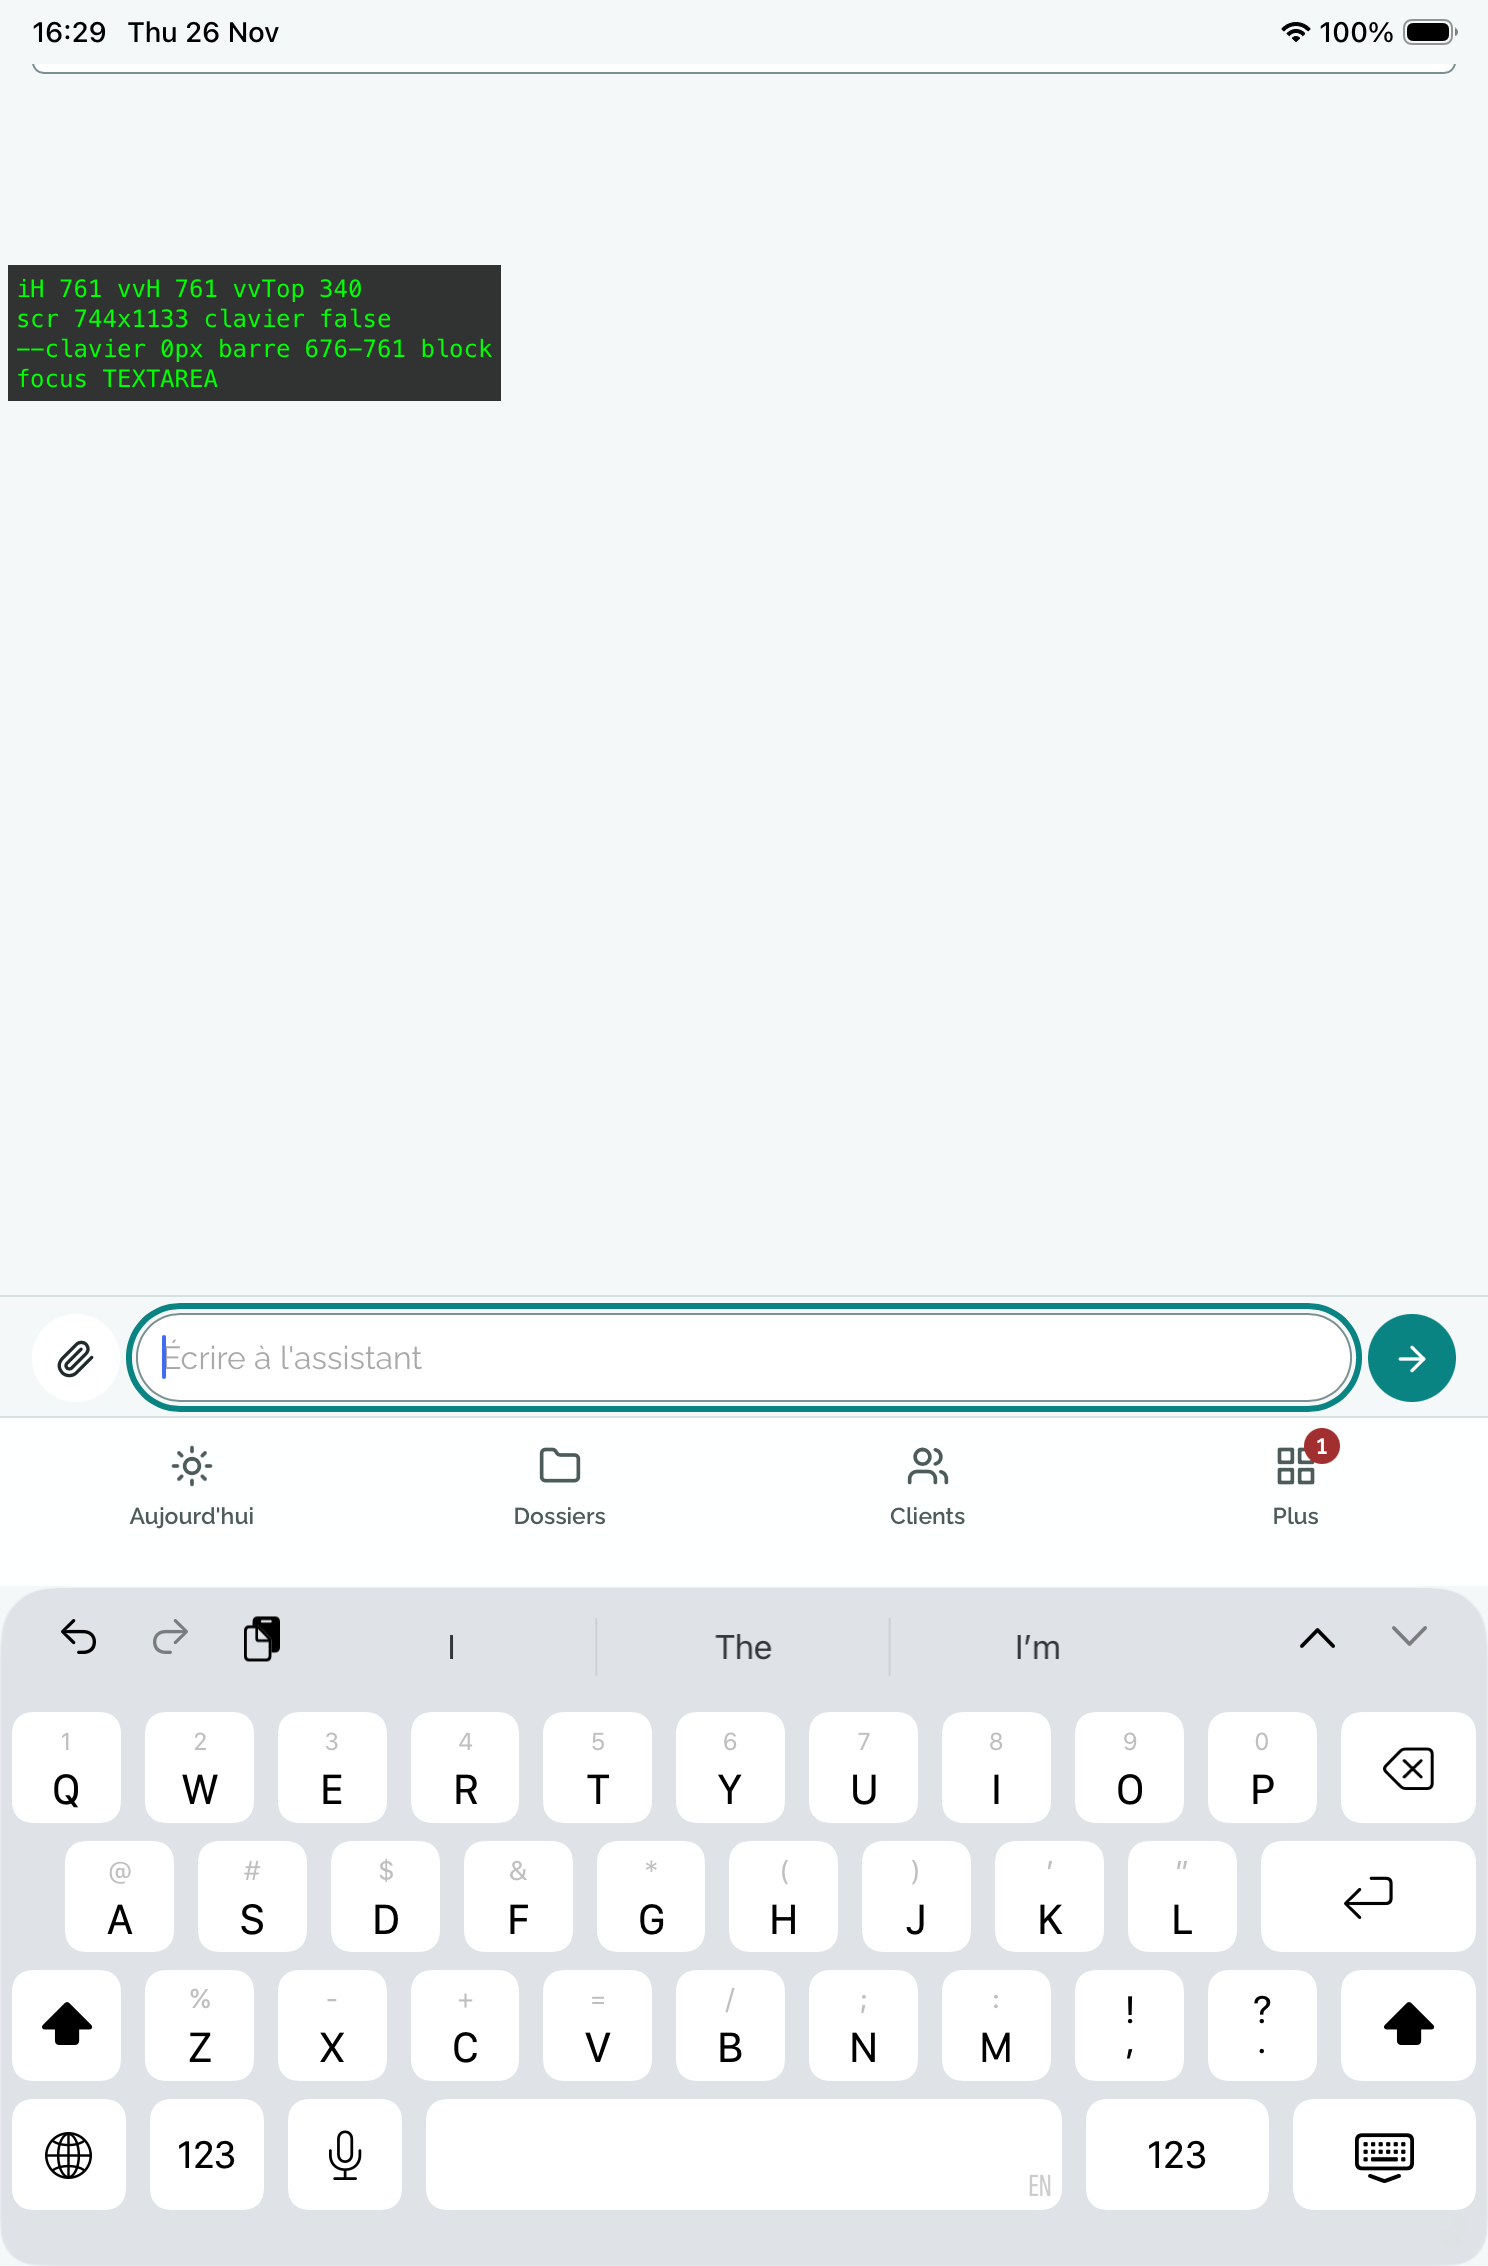 16:29 Thu 26 Nov 100%
iH 761 vvH 761 vvTop 340
scr 744x1133 clavier false
--clavier 0px barre 676-761 block
focus TEXTAREA
Écrire à l'assistant
1
Aujourd'hui Dossiers Clients Plus
I The I'm
1 2 3 4 5 6 7 8 9 0
Q W E R T Y U I O P
@ # $ & * ( ) ' "
A S D F G H J K L
% - + = / ; : ! ?
Z X C V B N M , .
123 123
EN